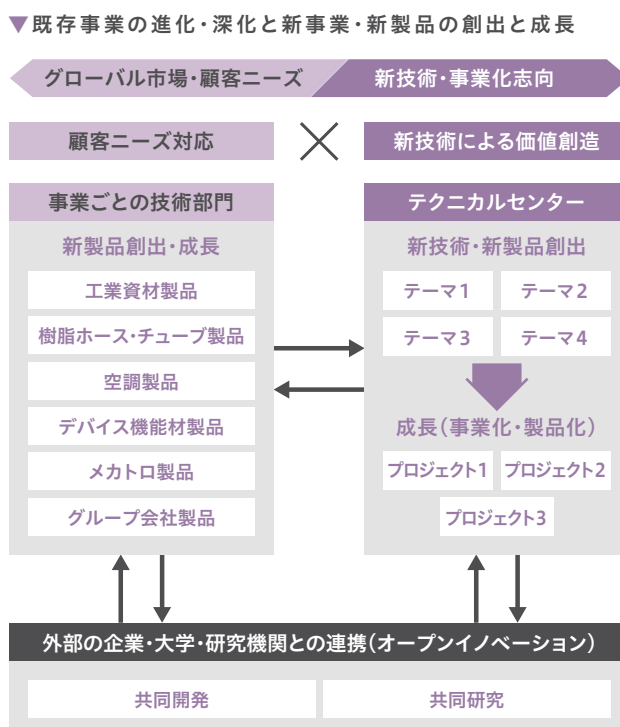 ▼既存事業の進化・深化と新事業・新製品の創出と成長
グローバル市場・顧客ニーズ
新技術・事業化志向
顧客ニーズ対応
新技術による価値創造
事業ごとの技術部門
新製品創出・成長
工業資材製品
樹脂ホース・チューブ製品
空調製品
デバイス機能材製品
メカトロ製品
グループ会社製品
テクニカルセンター
新技術・新製品創出
テーマ1
テーマ2
テーマ3
テーマ4
成長(事業化・製品化)
プロジェクト1
プロジェクト2
プロジェクト3
外部の企業・大学・研究機関との連携(オープンイノベーション)
共同開発
共同研究